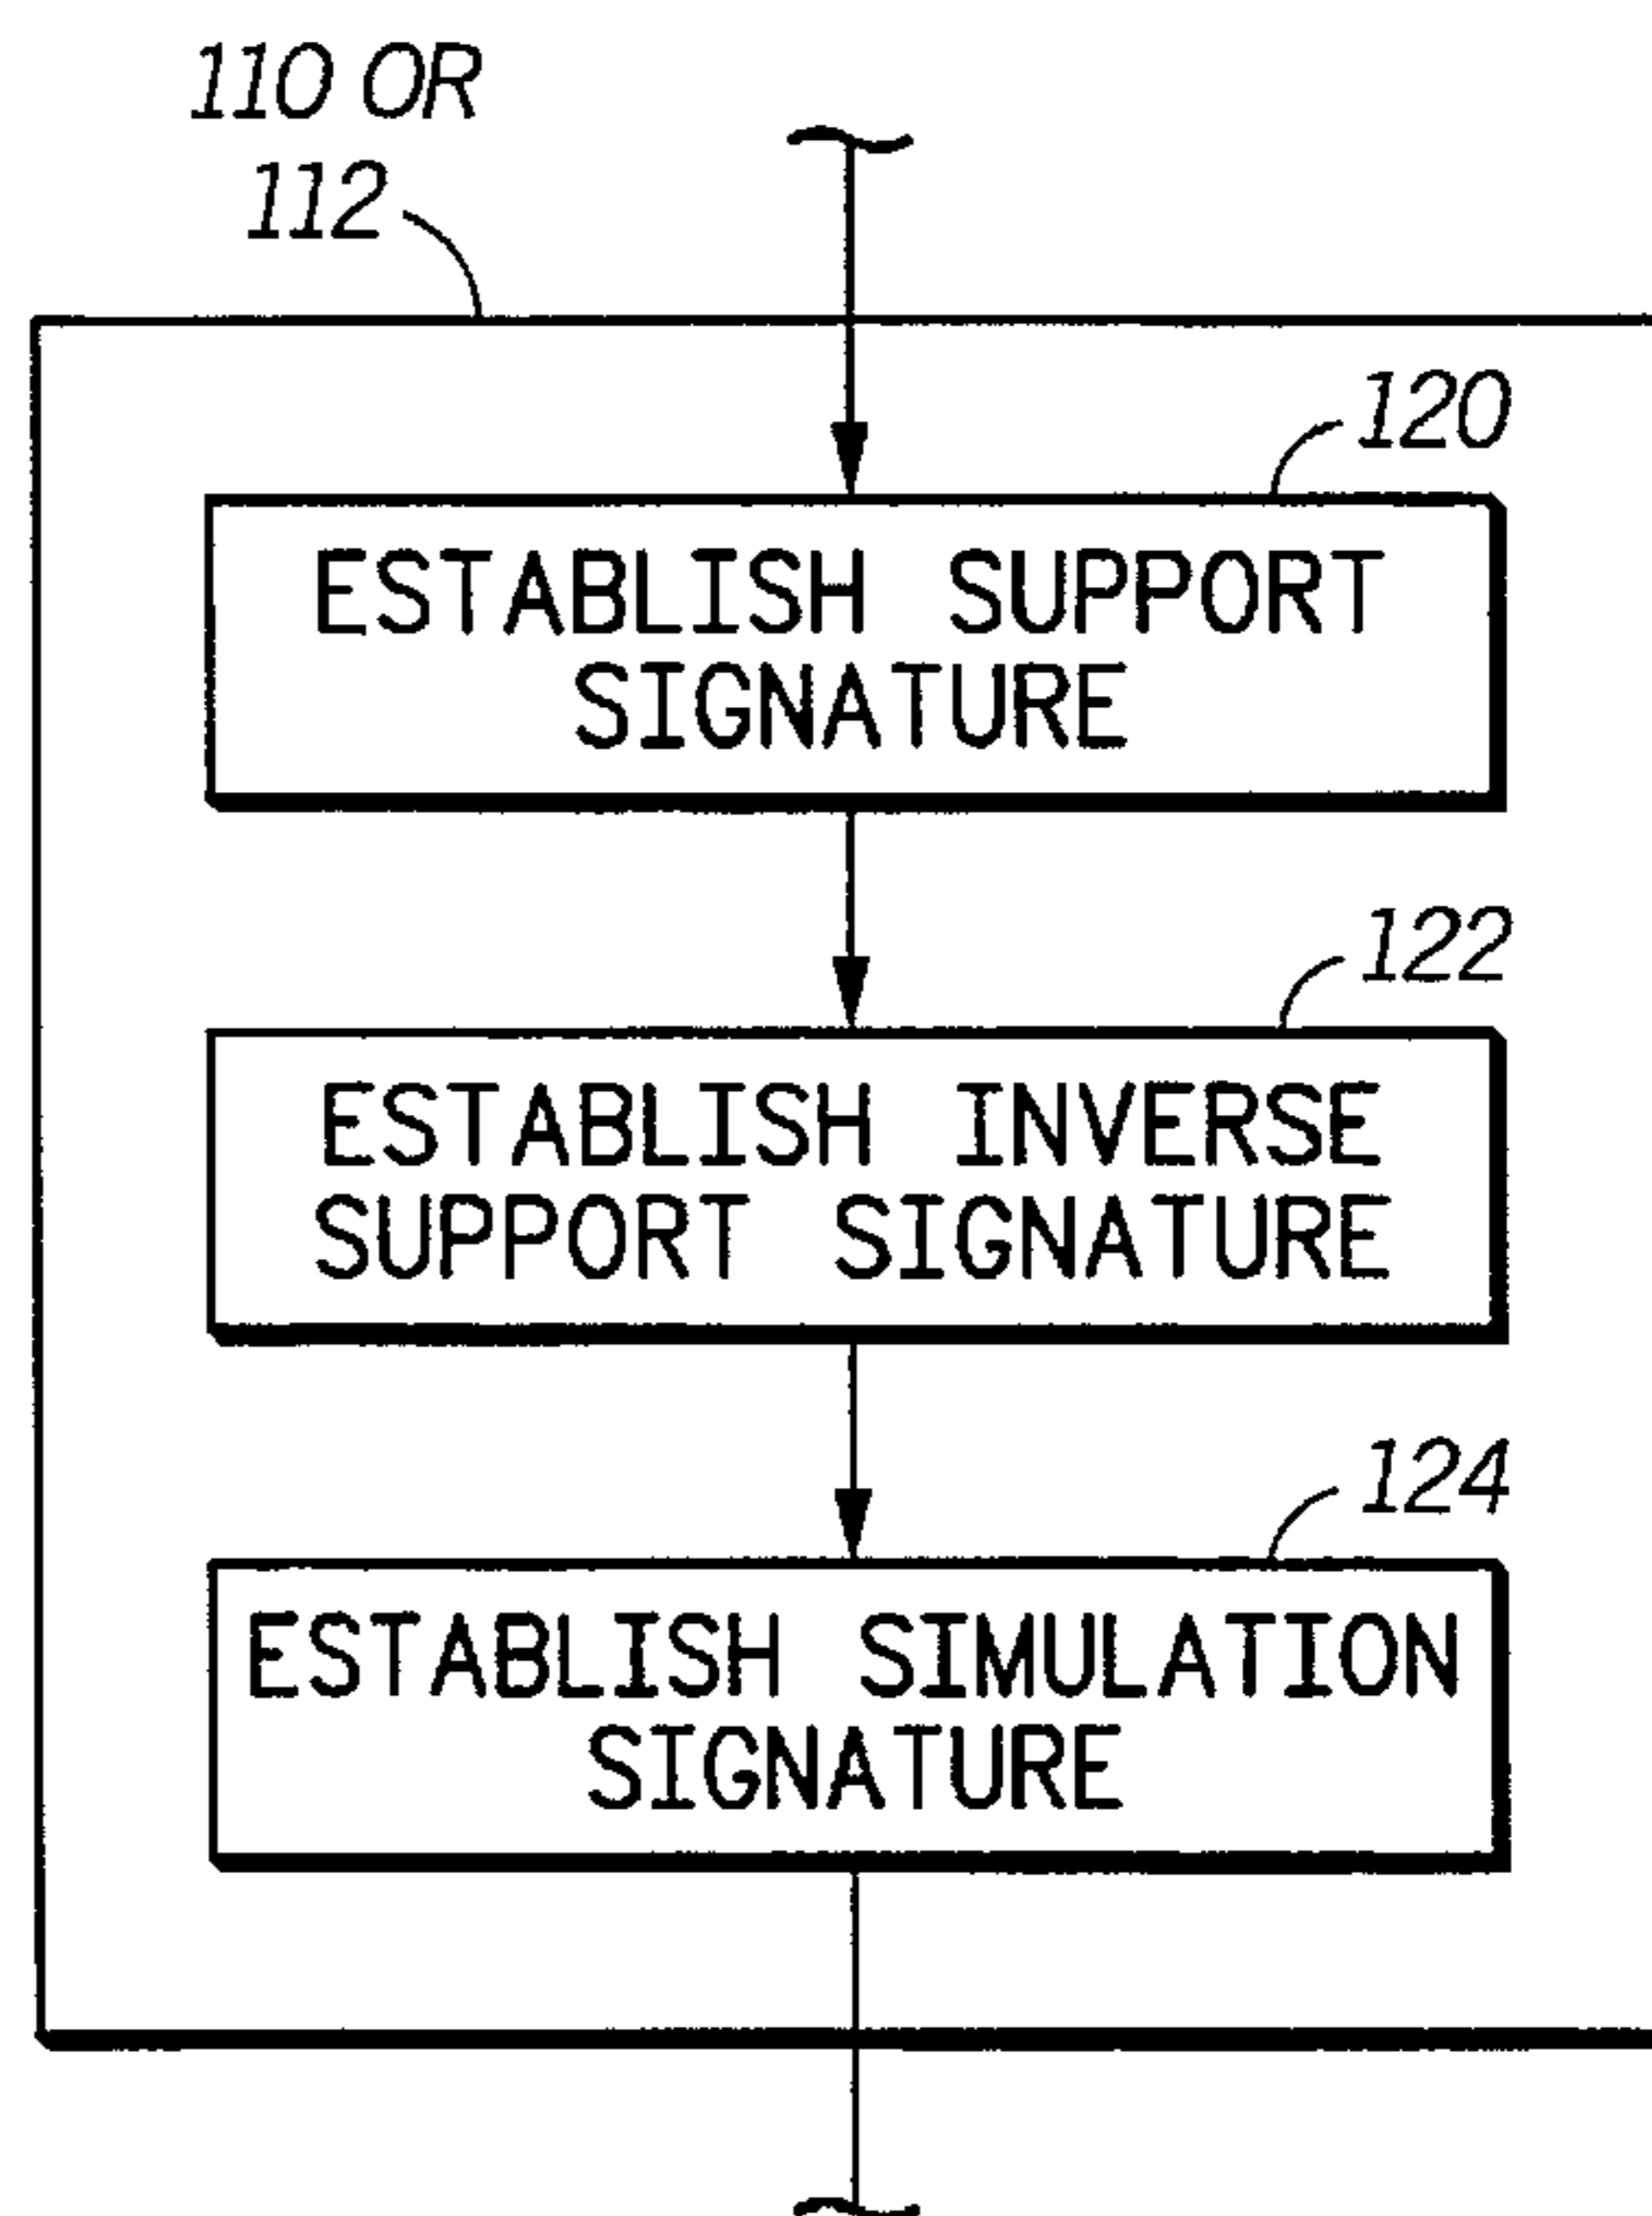 110 OR
112
120
ESTABLISH SUPPORT
SIGNATURE
122
ESTABLISH INVERSE
SUPPORT SIGNATURE
124
ESTABLISH SIMULATION
SIGNATURE